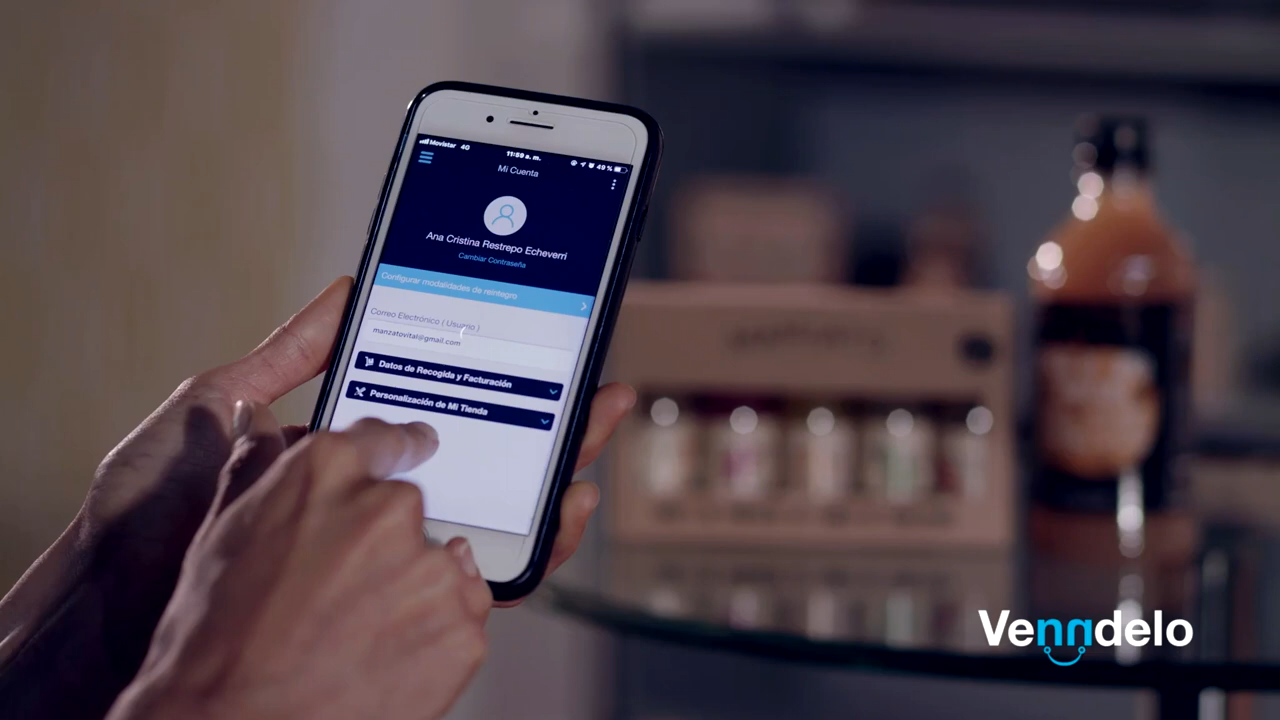 Movistar 4G 11:59 a. m. 49 %
Mi Cuenta
Ana Cristina Restrepo Echeverri
Cambiar Contraseña
Configurar modalidades de reintegro
Correo Electrónico ( Usuario )
manzatovital@gmail.com
Datos de Recogida y Facturación
Personalización de Mi Tienda
Venndelo